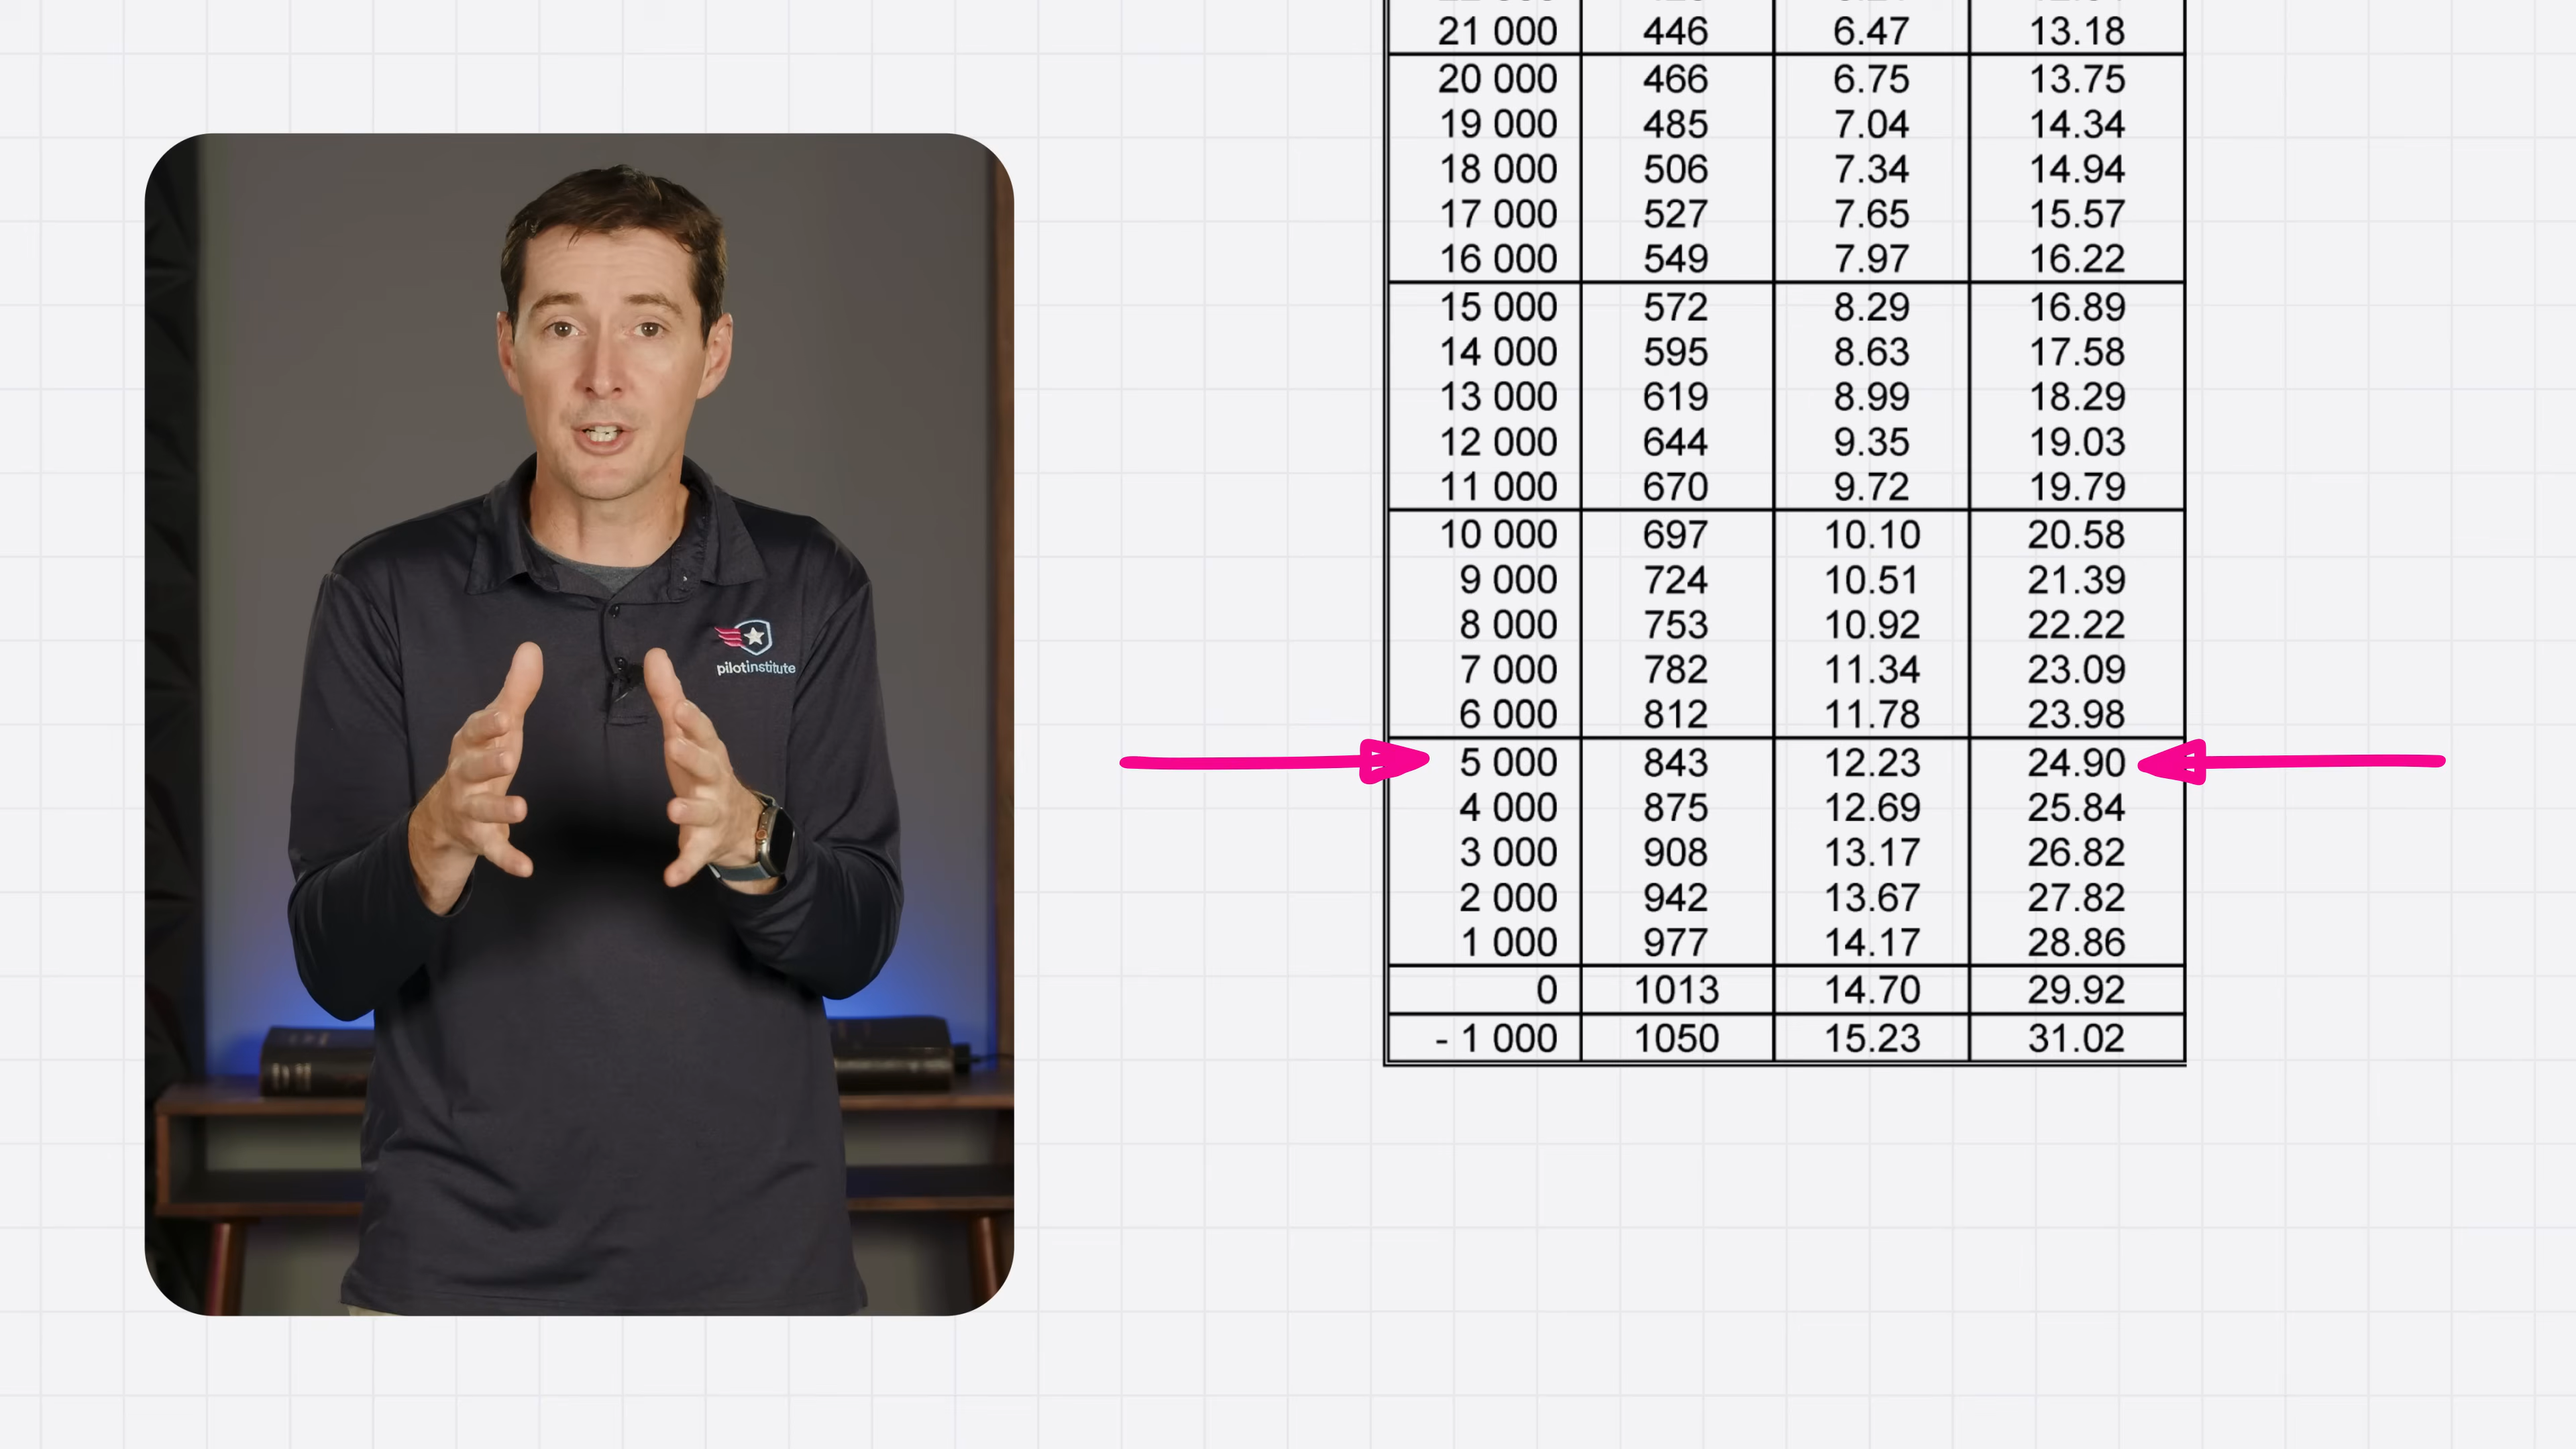 21 000 446 6.47 13.18
20 000 466 6.75 13.75
19 000 485 7.04 14.34
18 000 506 7.34 14.94
17 000 527 7.65 15.57
16 000 549 7.97 16.22
15 000 572 8.29 16.89
14 000 595 8.63 17.58
13 000 619 8.99 18.29
12 000 644 9.35 19.03
11 000 670 9.72 19.79
10 000 697 10.10 20.58
9 000 724 10.51 21.39
8 000 753 10.92 22.22
7 000 782 11.34 23.09
6 000 812 11.78 23.98
5 000 843 12.23 24.90
4 000 875 12.69 25.84
3 000 908 13.17 26.82
2 000 942 13.67 27.82
1 000 977 14.17 28.86
0 1013 14.70 29.92
- 1 000 1050 15.23 31.02
pilotinstitute